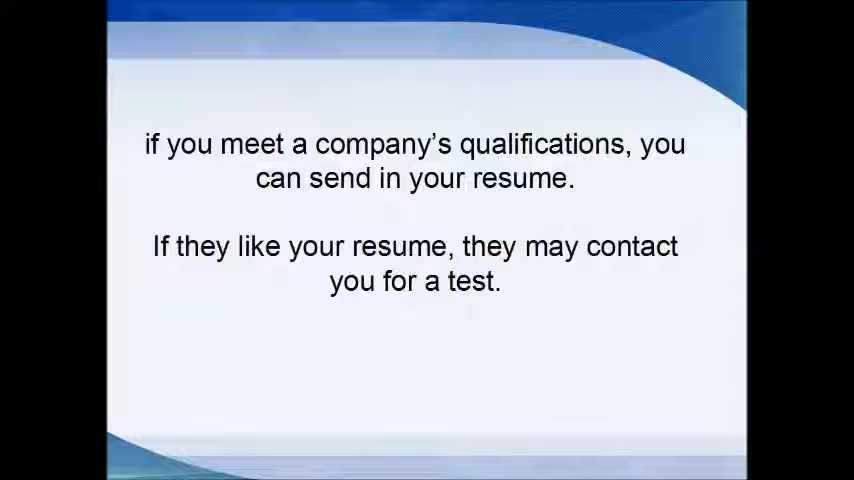 if you meet a company’s qualifications, you
can send in your resume.
If they like your resume, they may contact
you for a test.